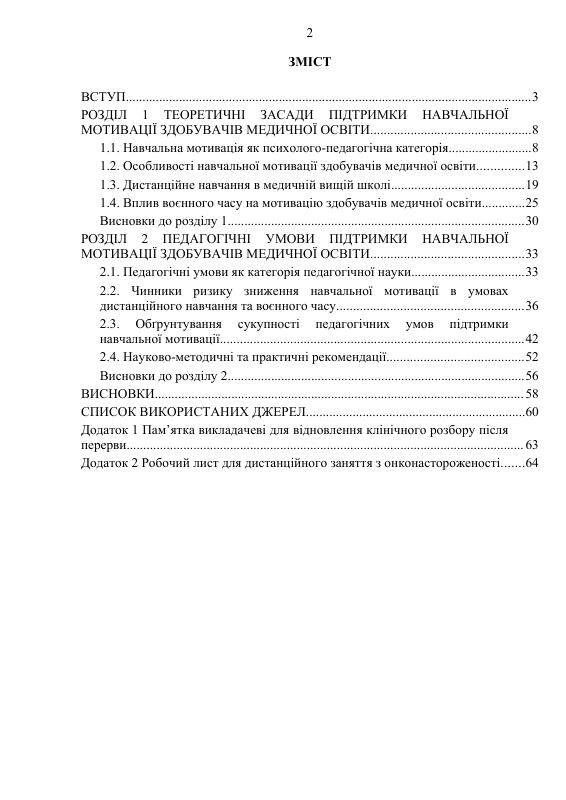 2
ЗМІСТ
ВСТУП....................................................................................................................3
РОЗДІЛ 1 ТЕОРЕТИЧНІ ЗАСАДИ ПІДТРИМКИ НАВЧАЛЬНОЇ
МОТИВАЦІЇ ЗДОБУВАЧІВ МЕДИЧНОЇ ОСВІТИ..............................................8
1.1. Навчальна мотивація як психолого-педагогічна категорія........................8
1.2. Особливості навчальної мотивації здобувачів медичної освіти..............13
1.3. Дистанційне навчання в медичній вищій школі.......................................19
1.4. Вплив воєнного часу на мотивацію здобувачів медичної освіти.............25
Висновки до розділу 1......................................................................................30
РОЗДІЛ 2 ПЕДАГОГІЧНІ УМОВИ ПІДТРИМКИ НАВЧАЛЬНОЇ
МОТИВАЦІЇ ЗДОБУВАЧІВ МЕДИЧНОЇ ОСВІТИ............................................33
2.1. Педагогічні умови як категорія педагогічної науки.................................33
2.2. Чинники ризику зниження навчальної мотивації в умовах
дистанційного навчання та воєнного часу......................................................36
2.3. Обґрунтування сукупності педагогічних умов підтримки
навчальної мотивації........................................................................................42
2.4. Науково-методичні та практичні рекомендації........................................52
Висновки до розділу 2......................................................................................56
ВИСНОВКИ..........................................................................................................58
СПИСОК ВИКОРИСТАНИХ ДЖЕРЕЛ...............................................................60
Додаток 1 Пам’ятка викладачеві для відновлення клінічного розбору після
перерви..................................................................................................................63
Додаток 2 Робочий лист для дистанційного заняття з онконастороженості.......64